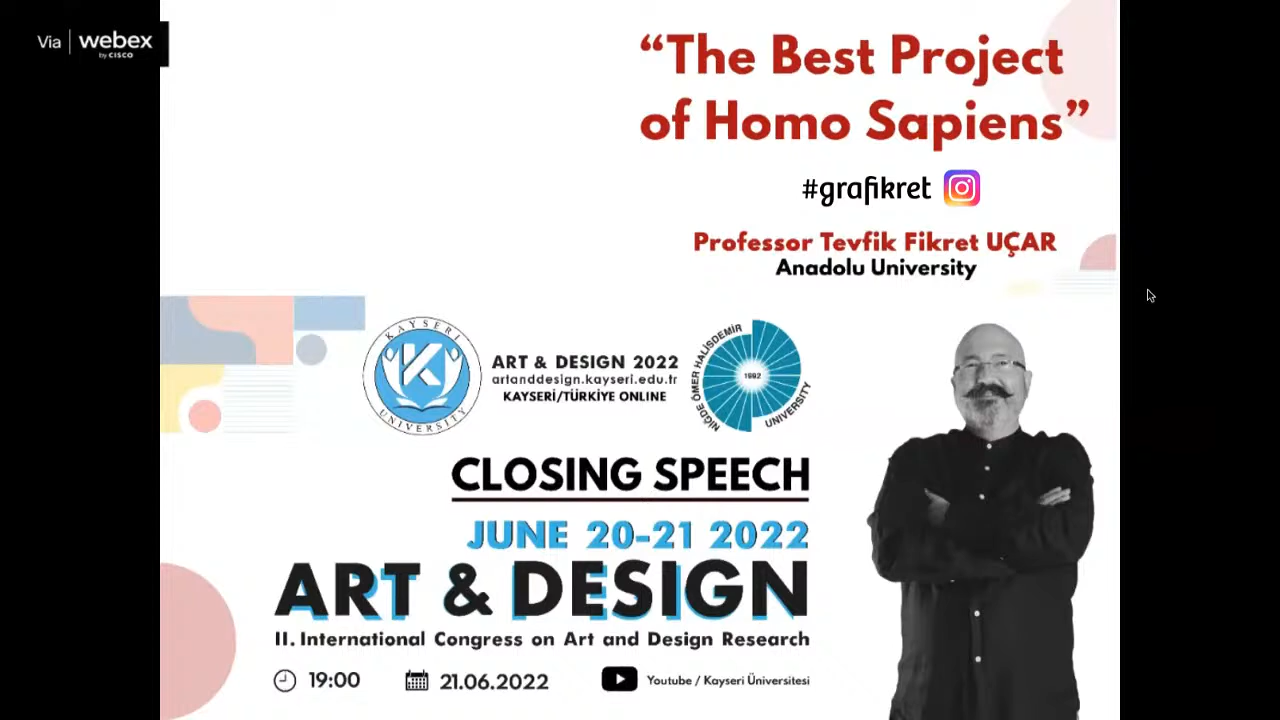 Via webex
by CISCO
“The Best Project
of Homo Sapiens”
#grafikret
Professor Tevfik Fikret UÇAR
Anadolu University
KAYSERİ
UNIVERSITY
K
ART & DESIGN 2022
artanddesign.kayseri.edu.tr
KAYSERİ/TÜRKİYE ONLINE
NİĞDE ÖMER HALİSDEMİR
UNIVERSITY
1992
CLOSING SPEECH
JUNE 20-21 2022
ART & DESIGN
II. International Congress on Art and Design Research
19:00
21.06.2022
Youtube / Kayseri Üniversitesi